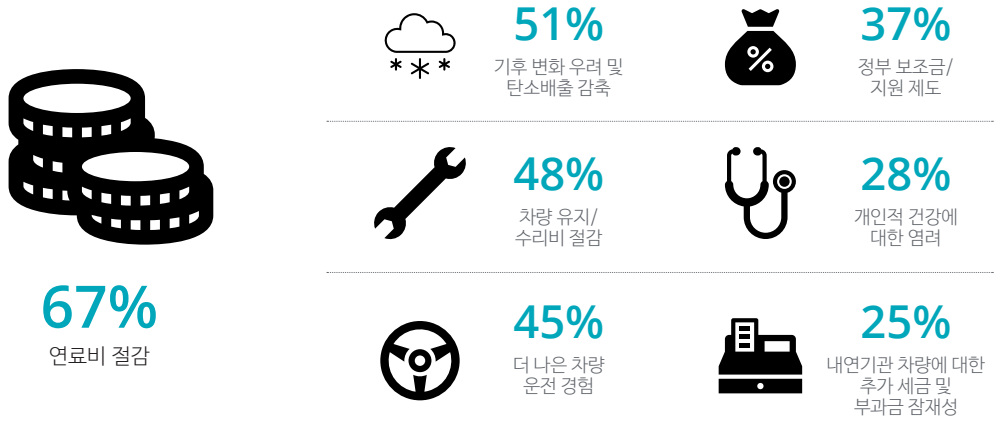 67%
연료비 절감
51%
기후 변화 우려 및
탄소배출 감축
37%
정부 보조금/
지원 제도
48%
차량 유지/
수리비 절감
28%
개인적 건강에
대한 염려
45%
더 나은 차량
운전 경험
25%
내연기관 차량에 대한
추가 세금 및
부과금 잠재성
%